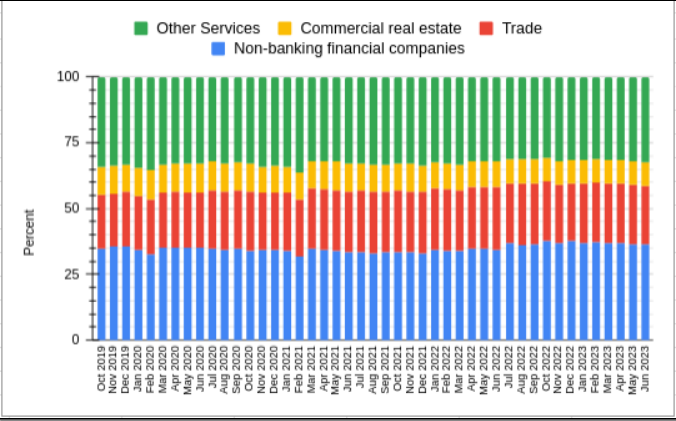 Other Services Commercial real estate Trade
Non-banking financial companies
100
75
50
25
0
Percent
Oct 2019
Nov 2019
Dec 2019
Jan 2020
Feb 2020
Mar 2020
Apr 2020
May 2020
Jun 2020
Jul 2020
Aug 2020
Sep 2020
Oct 2020
Nov 2020
Dec 2020
Jan 2021
Feb 2021
Mar 2021
Apr 2021
May 2021
Jun 2021
Jul 2021
Aug 2021
Sep 2021
Oct 2021
Nov 2021
Dec 2021
Jan 2022
Feb 2022
Mar 2022
Apr 2022
May 2022
Jun 2022
Jul 2022
Aug 2022
Sep 2022
Oct 2022
Nov 2022
Dec 2022
Jan 2023
Feb 2023
Mar 2023
Apr 2023
May 2023
Jun 2023